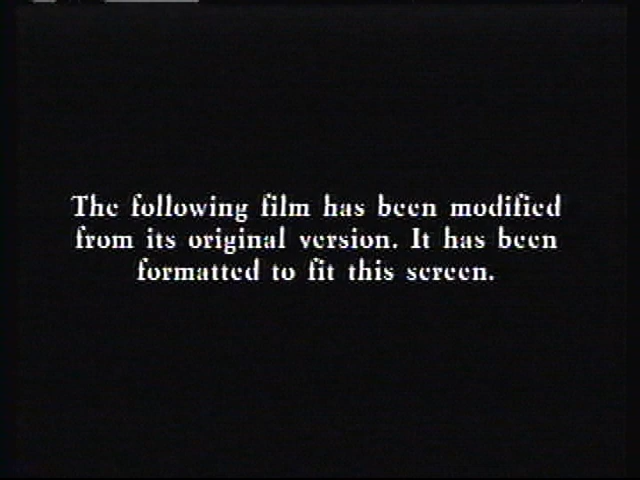 The following film has been modified
from its original version. It has been
formatted to fit this screen.